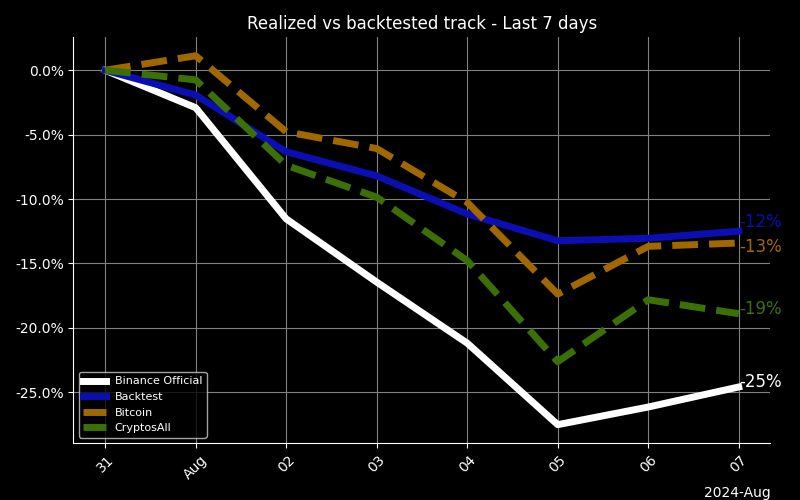 Realized vs backtested track - Last 7 days
0.0%
-5.0%
-10.0%
-15.0%
-20.0%
-25.0%
-12%
-13%
-19%
-25%
Binance Official
Backtest
Bitcoin
CryptosAll
31
Aug
02
03
04
05
06
07
2024-Aug